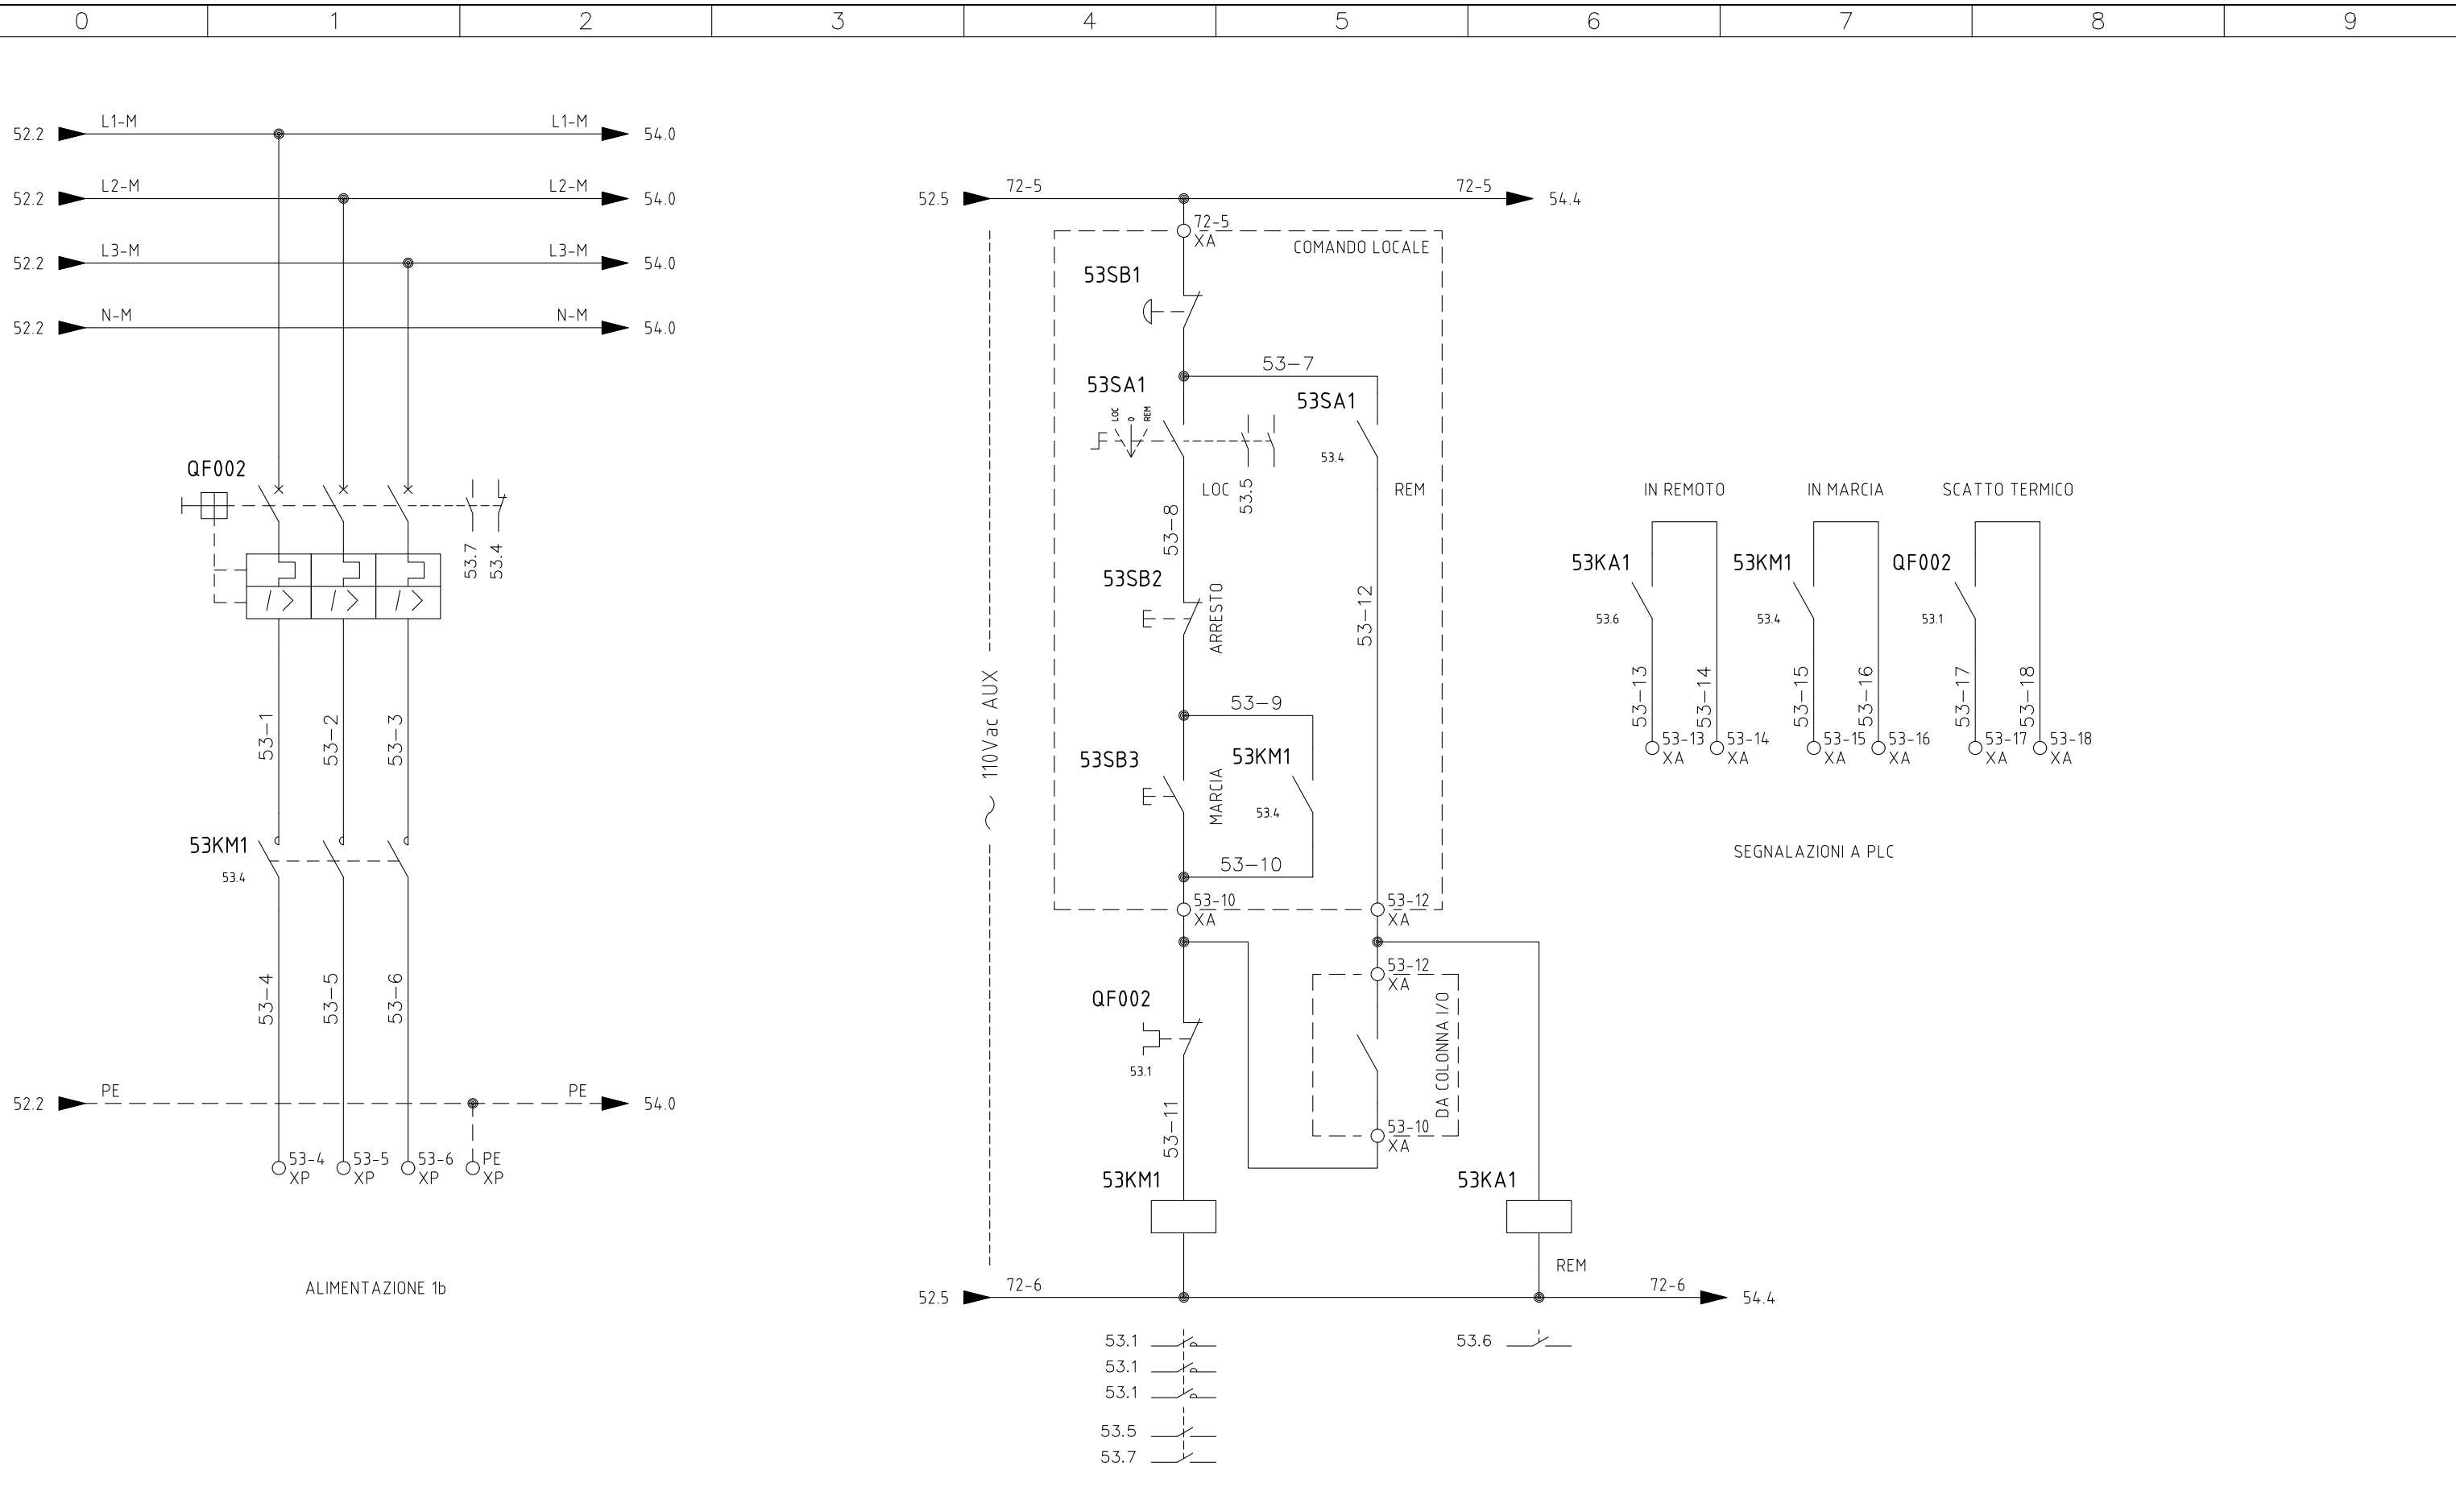 0 1 2 3 4 5 6 7 8 9
52.2 L1-M L1-M 54.0
52.2 L2-M L2-M 54.0
52.2 L3-M L3-M 54.0
52.2 N-M N-M 54.0
QF002
53.7
53.4
53-1
53-2
53-3
53KM1
53.4
53-4
53-5
53-6
52.2 PE PE 54.0
53-4
XP
53-5
XP
53-6
XP
PE
XP
ALIMENTAZIONE 1b
52.5 72-5 72-5 54.4
72-5
XA
COMANDO LOCALE
53SB1
53-7
53SA1
LOC
0
REM
53SA1
53.4
LOC
53.5
REM
53-8
53SB2
ARRESTO
53-12
53-9
53SB3
MARCIA
53KM1
53.4
53-10
53-10
XA
53-12
XA
~ 110Vac AUX
53-12
XA
QF002
53.1
DA COLONNA I/O
53-11
53-10
XA
53KM1
53KA1
REM
52.5 72-6 72-6 54.4
53.1
53.1
53.1
53.5
53.7
53.6
IN REMOTO
IN MARCIA
SCATTO TERMICO
53KA1
53.6
53KM1
53.4
QF002
53.1
53-13
53-14
53-15
53-16
53-17
53-18
53-13
XA
53-14
XA
53-15
XA
53-16
XA
53-17
XA
53-18
XA
SEGNALAZIONI A PLC
I >
I >
I >